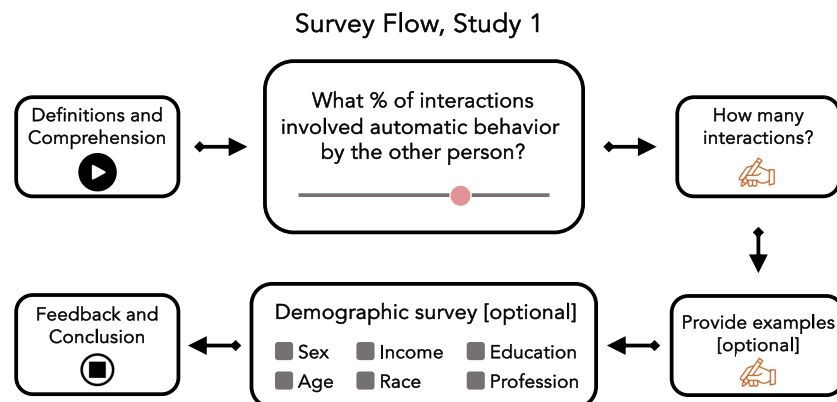 Survey Flow, Study 1
Definitions and
Comprehension
What % of interactions
involved automatic behavior
by the other person?
How many
interactions?
Provide examples
[optional]
Demographic survey [optional]
Sex Income Education
Age Race Profession
Feedback and
Conclusion